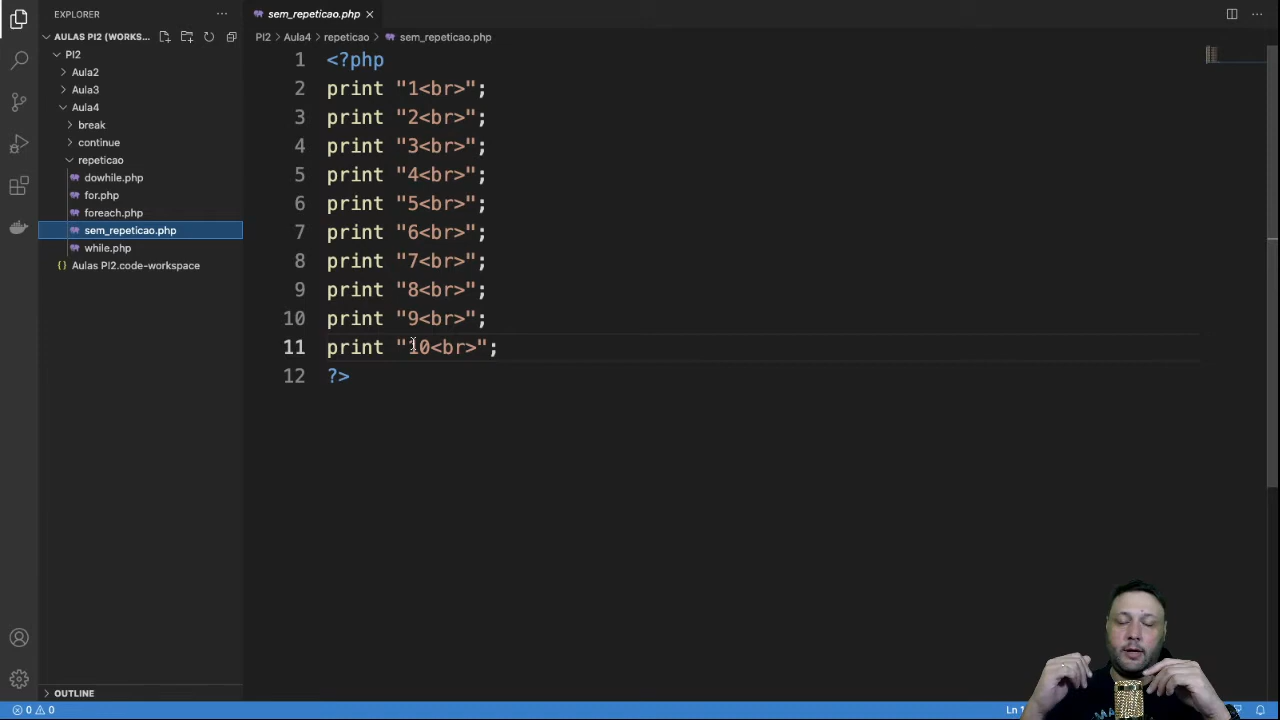 EXPLORER
sem_repeticao.php
AULAS PI2 (WORKS...
PI2 > Aula4 > repeticao > sem_repeticao.php
PI2
Aula2
Aula3
Aula4
break
continue
repeticao
dowhile.php
for.php
foreach.php
sem_repeticao.php
while.php
{} Aulas PI2.code-workspace
1 <?php
2 print "1<br>";
3 print "2<br>";
4 print "3<br>";
5 print "4<br>";
6 print "5<br>";
7 print "6<br>";
8 print "7<br>";
9 print "8<br>";
10 print "9<br>";
11 print "10<br>";
12 ?>
OUTLINE
0 0